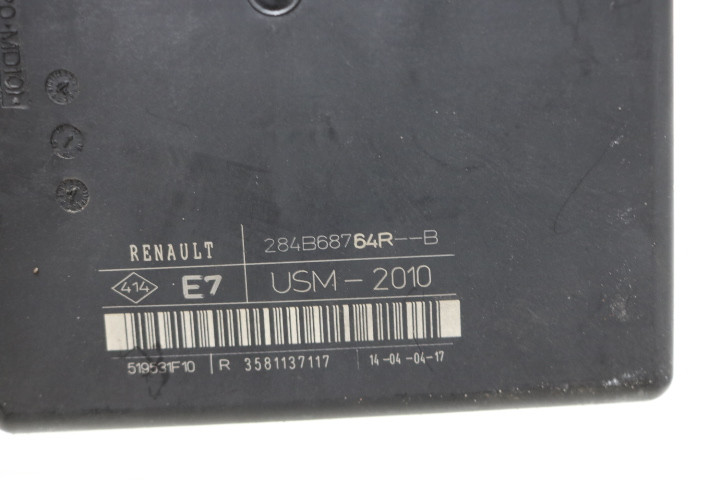 RENAULT 284B68764R--B
414 E7 USM-2010
519531F10 R 3581137117 14-04-04-17